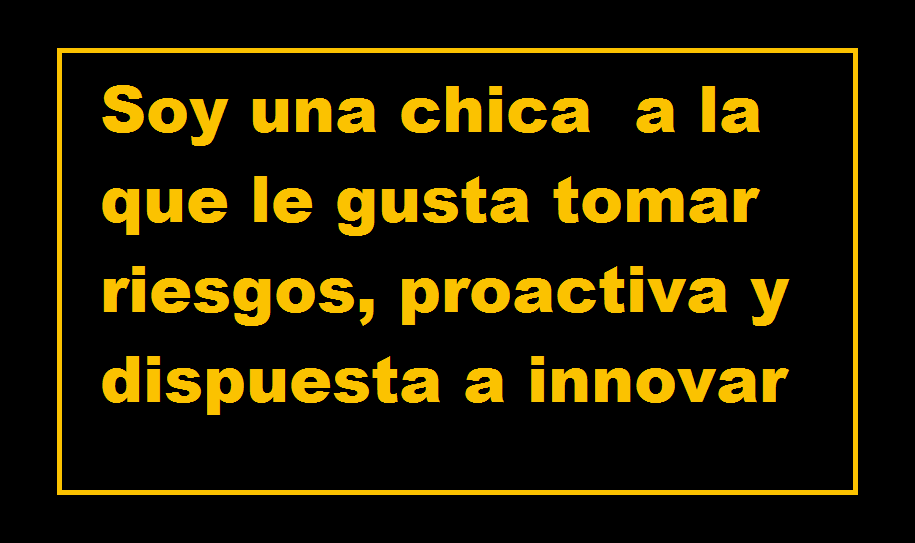 Soy una chica  a la
que le gusta tomar
riesgos, proactiva y
dispuesta a innovar